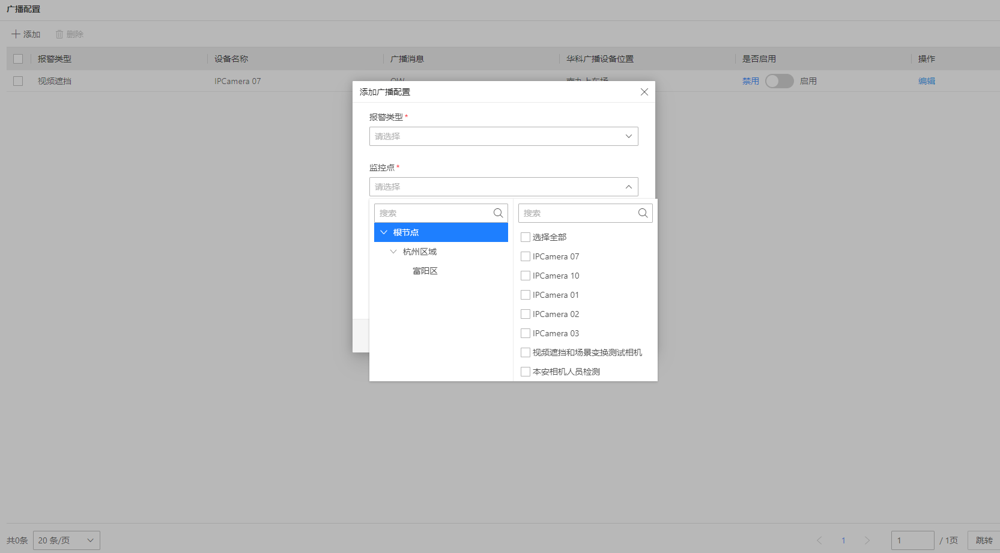 广播配置
添加 删除
报警类型 设备名称 广播消息 华科广播设备位置 是否启用 操作
视频遮挡 IPCamera 07 禁用 启用 编辑
添加广播配置
报警类型*
请选择
监控点*
请选择
搜索 搜索
根节点 选择全部
杭州区域 IPCamera 07
富阳区 IPCamera 10
IPCamera 01
IPCamera 02
IPCamera 03
视频遮挡和场景变换测试相机
本安相机人员检测
共0条 20 条/页 1 1 / 1页 跳转